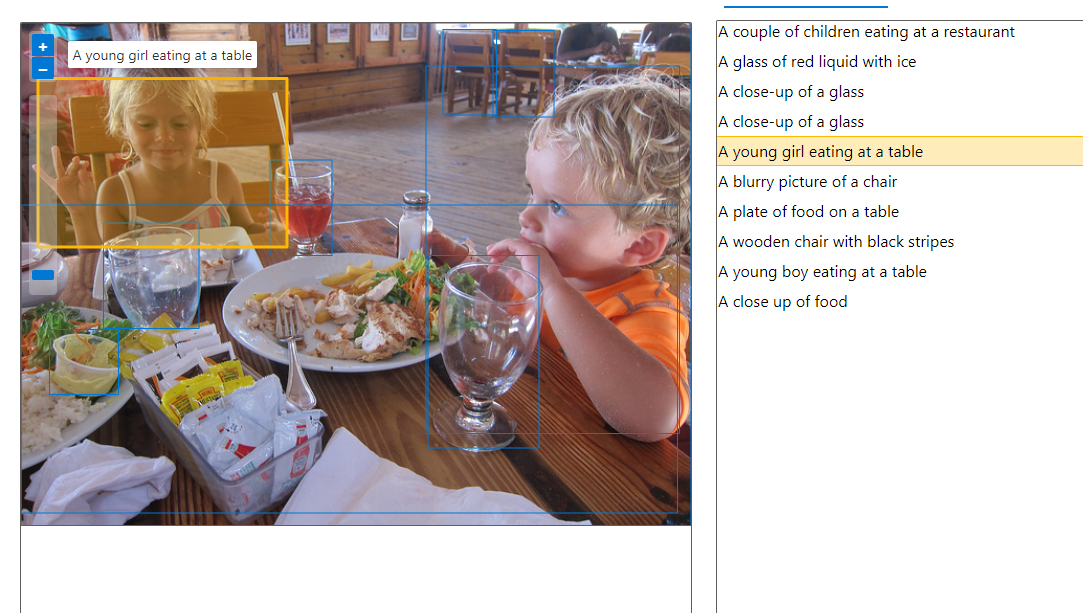 +
A young girl eating at a table
–
A couple of children eating at a restaurant
A glass of red liquid with ice
A close-up of a glass
A close-up of a glass
A young girl eating at a table
A blurry picture of a chair
A plate of food on a table
A wooden chair with black stripes
A young boy eating at a table
A close up of food